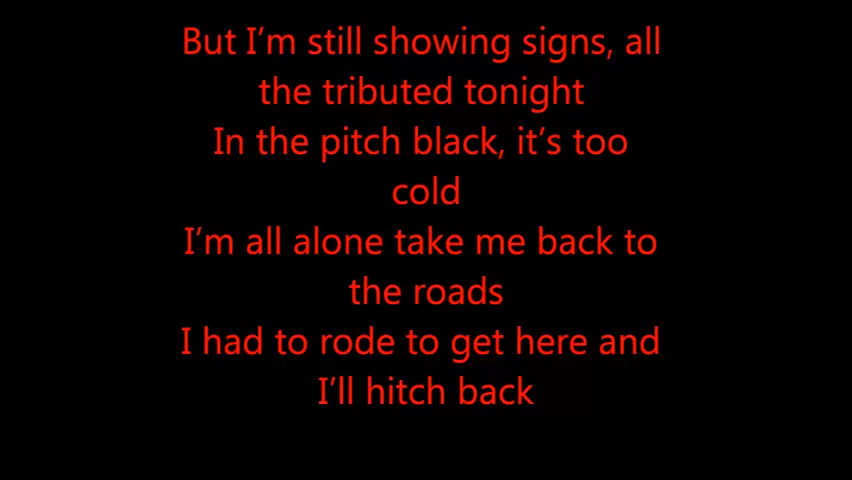 But I’m still showing signs, all
the tributed tonight
In the pitch black, it’s too
cold
I’m all alone take me back to
the roads
I had to rode to get here and
I’ll hitch back